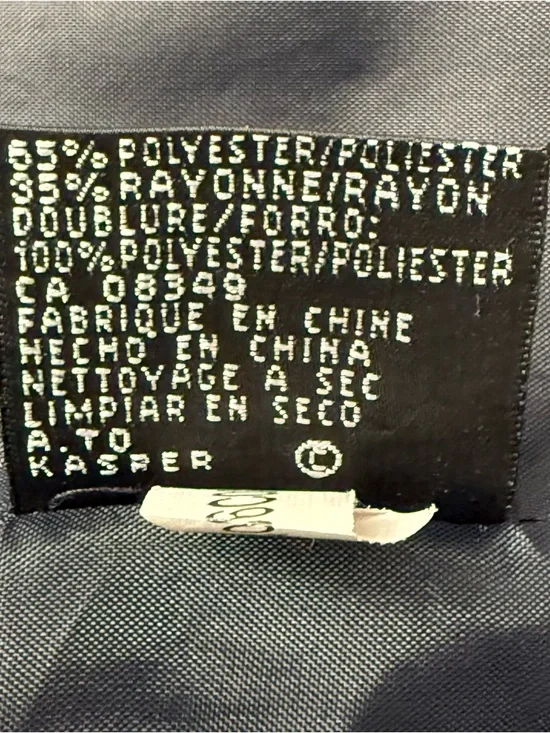 55% POLYESTER/POLIESTER
35% RAYONNE/RAYON
DOUBLURE/FORRO:
100% POLYESTER/POLIESTER
CA 08349
FABRIQUE EN CHINE
HECHO EN CHINA
NETTOYAGE A SEC
LIMPIAR EN SECO
A.TO
KASPER ©